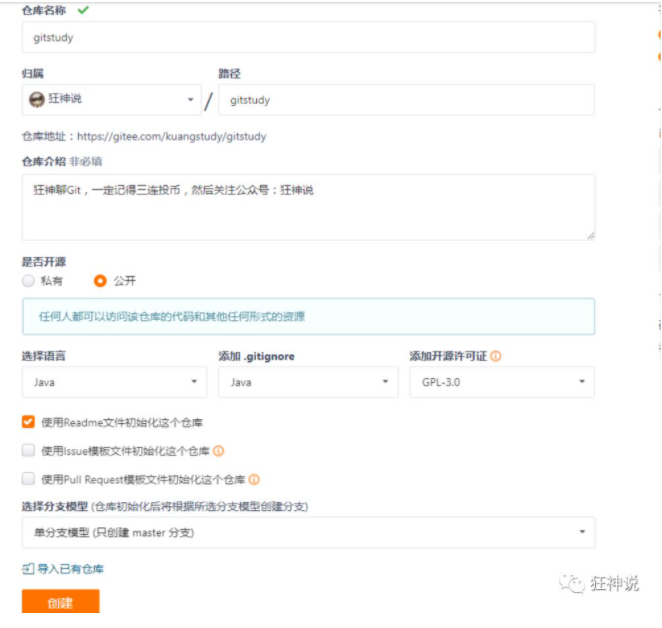 仓库名称
gitstudy
归属 路径
狂神说 / gitstudy
仓库地址：https://gitee.com/kuangstudy/gitstudy
仓库介绍 非必填
狂神聊Git，一定记得三连投币，然后关注公众号：狂神说
是否开源
私有 公开
任何人都可以访问该仓库的代码和其他任何形式的资源
选择语言 添加 .gitignore 添加开源许可证
Java Java GPL-3.0
使用Readme文件初始化这个仓库
使用Issue模板文件初始化这个仓库
使用Pull Request模板文件初始化这个仓库
选择分支模型 (仓库初始化后将根据所选分支模型创建分支)
单分支模型 (只创建 master 分支)
导入已有仓库
狂神说
创建